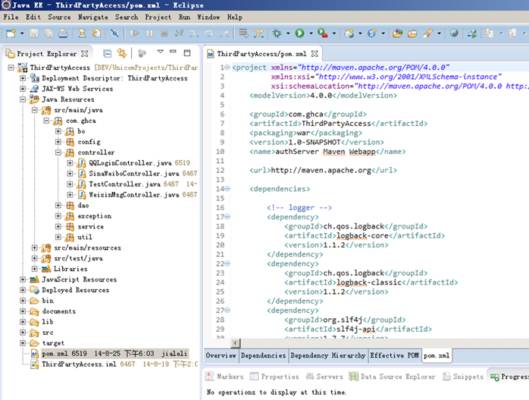 Java EE - ThirdPartyAccess/pom.xml - Eclipse
File Edit Source Navigate Search Project Run Window Help
Project Explorer
ThirdPartyAccess [DEV/UnicomProjects/ThirdPart
Deployment Descriptor: ThirdPartyAccess
JAX-WS Web Services
Java Resources
src/main/java
com.ghca
bo
config
controller
QQLoginController.java 6519
SinaWeiboController.java 6467
TestController.java 6467 14-
WeixinMsgController.java 6467
dao
exception
service
util
src/main/resources
src/test/java
Libraries
JavaScript Resources
Deployed Resources
bin
documents
lib
src
target
pom.xml 6519 14-8-25 下午6:03 jialeli
ThirdPartyAccess.iml 6467 14-8-19 下午2:0
ThirdPartyAccess/pom.xml
1 <project xmlns="http://maven.apache.org/POM/4.0.0"
2 xmlns:xsi="http://www.w3.org/2001/XMLSchema-instance"
3 xsi:schemaLocation="http://maven.apache.org/POM/4.0.0 http:
4 <modelVersion>4.0.0</modelVersion>
5
6 <groupId>com.ghca</groupId>
7 <artifactId>ThirdPartyAccess</artifactId>
8 <packaging>war</packaging>
9 <version>1.0-SNAPSHOT</version>
10 <name>authServer Maven Webapp</name>
11
12 <url>http://maven.apache.org</url>
13
14 <dependencies>
15
16 <!-- logger -->
17 <dependency>
18 <groupId>ch.qos.logback</groupId>
19 <artifactId>logback-core</artifactId>
20 <version>1.1.2</version>
21 </dependency>
22 <dependency>
23 <groupId>ch.qos.logback</groupId>
24 <artifactId>logback-classic</artifactId>
25 <version>1.1.2</version>
26 </dependency>
27 <dependency>
28 <groupId>org.slf4j</groupId>
29 <artifactId>slf4j-api</artifactId>
Overview Dependencies Dependency Hierarchy Effective POM pom.xml
Markers Properties Servers Data Source Explorer Snippets Progres
No operations to display at this time.